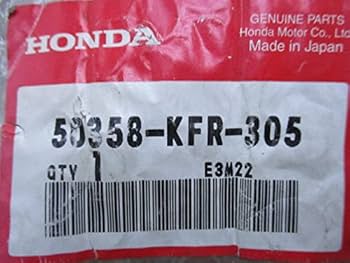 HONDA
GENUINE PARTS
Honda Motor Co., Ltd.
Made in Japan
50358-KFR-305
QTY 1 E3M22